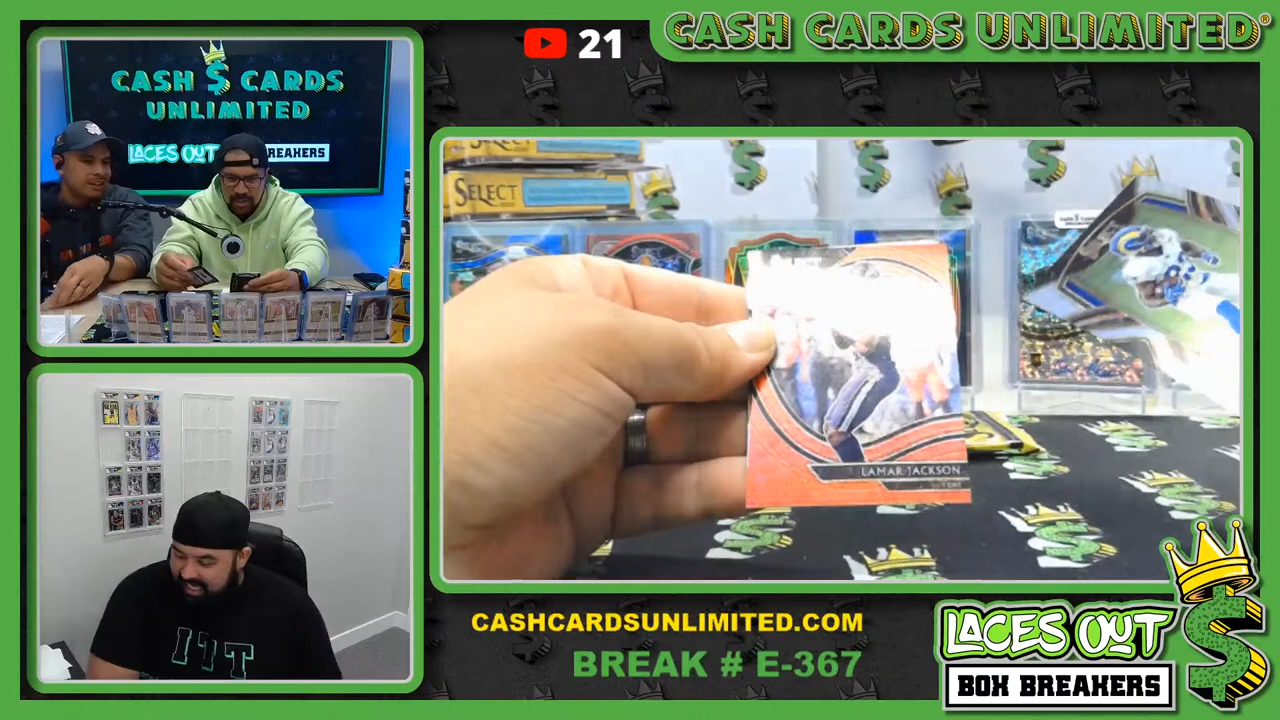 CASH $ CARDS
UNLIMITED
LACES OUT
BREAKERS
21
CASH CARDS UNLIMITED®
SELECT
LAMAR JACKSON
CASHCARDSUNLIMITED.COM
BREAK # E-367
LACES OUT
BOX BREAKERS